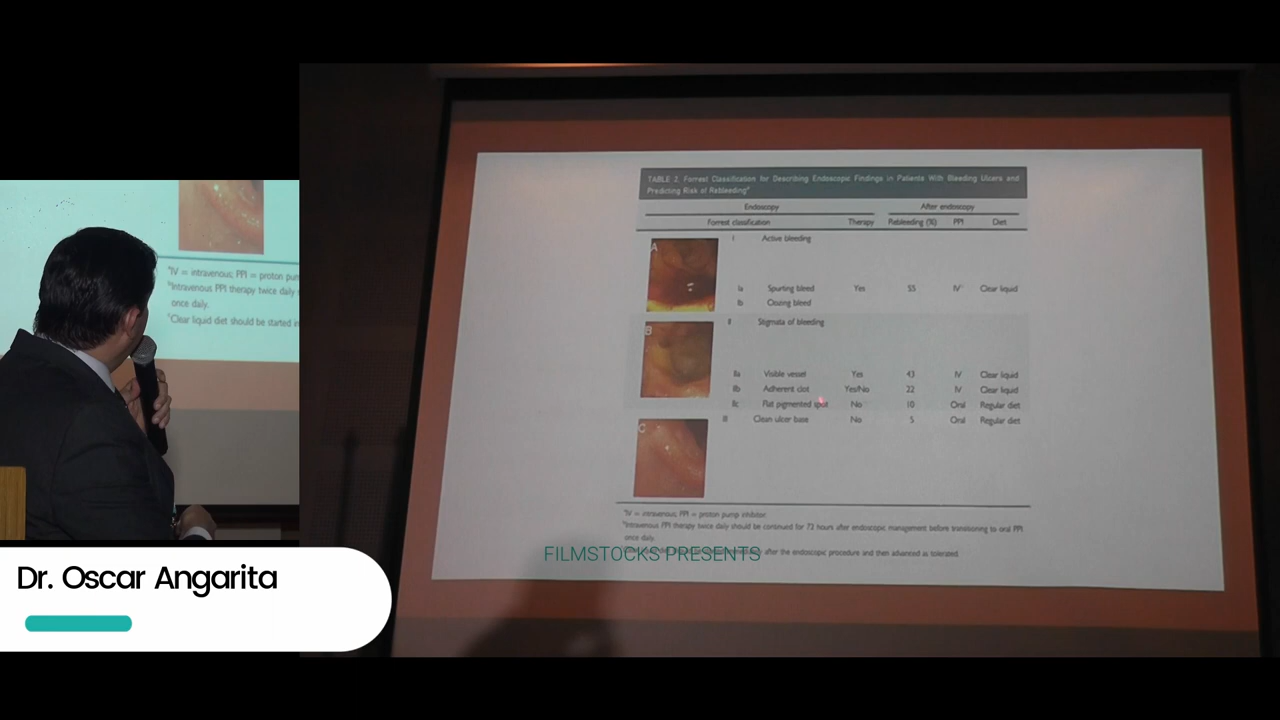 TABLE 2. Forrest Classification for Describing Endoscopic Findings in Patients With Bleeding Ulcers and
Predicting Risk of Rebleedingª
Endoscopy After endoscopy
Forrest classification Therapy Rebleeding (%) PPI Diet
A
I Active bleeding
Ia Spurting bleed Yes 55 IV Clear liquid
Ib Oozing bleed
B
II Stigmata of bleeding
IIa Visible vessel Yes 43 IV Clear liquid
IIb Adherent clot Yes/No 22 IV Clear liquid
IIc Flat pigmented spot No 10 Oral Regular diet
III Clean ulcer base No 5 Oral Regular diet
C
ªIV = intravenous; PPI = proton pump inhibitor.
ᵇIntravenous PPI therapy twice daily should be continued for 72 hours after endoscopic management before transitioning to oral PPI
once daily.
after the endoscopic procedure and then advanced as tolerated.
FILMSTOCKS PRESENTS
ªIV = intravenous; PPI = proton pum
ᵇIntravenous PPI therapy twice daily
once daily.
ᶜClear liquid diet should be started
Dr. Oscar Angarita